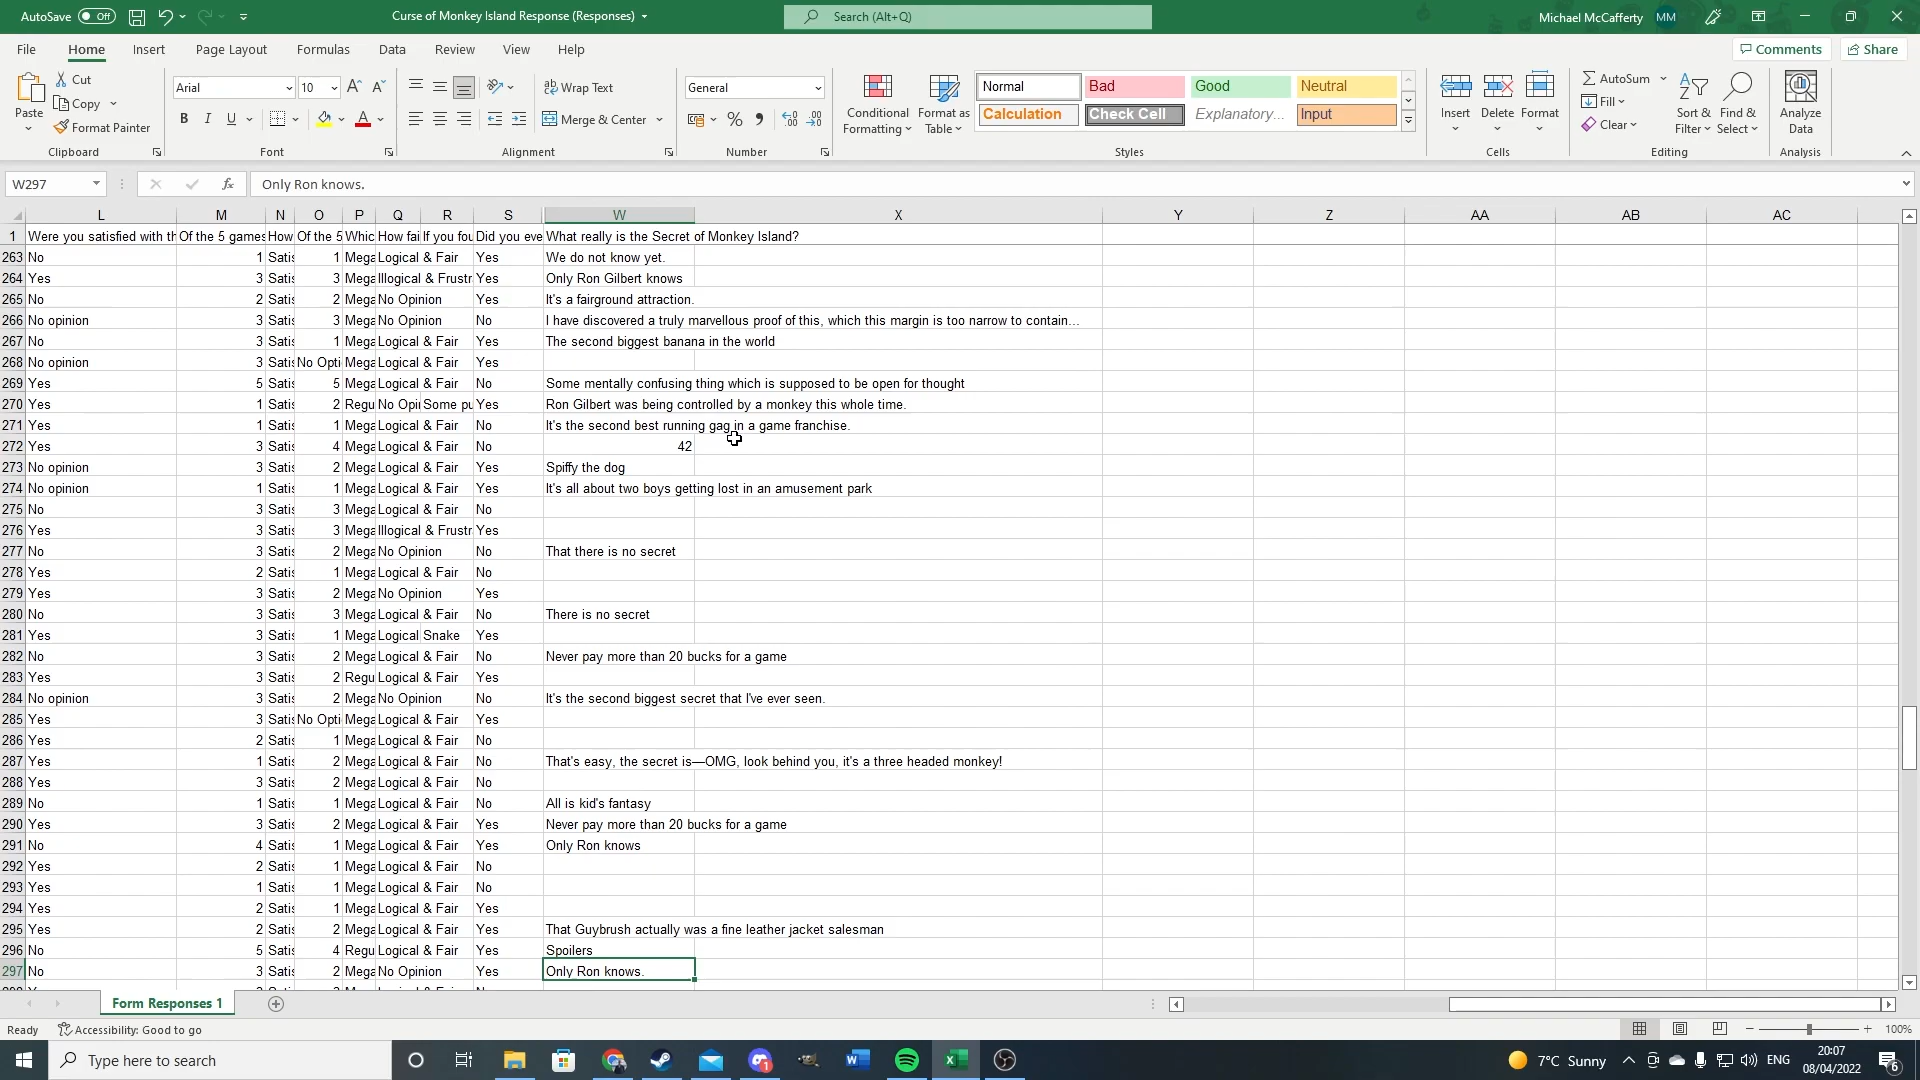 AutoSave Off Curse of Monkey Island Response (Responses) Search (Alt+Q) Michael McCafferty MM
File Home Insert Page Layout Formulas Data Review View Help Comments Share
Paste Cut Copy Format Painter Clipboard
Arial 10 A A B I U A Font
Wrap Text Merge & Center Alignment
General % Number
Conditional Formatting Format as Table
Normal Bad Good Neutral
Calculation Check Cell Explanatory... Input
Styles
Insert Delete Format Cells
AutoSum Fill Clear Sort & Filter Find & Select Editing
Analyze Data Analysis
W297 fx Only Ron knows.
L M N O P Q R S W X Y Z AA AB AC
1 Were you satisfied with th Of the 5 games How Of the 5 Whic How fai If you fou Did you eve What really is the Secret of Monkey Island?
263 No 1 Satis 1 Mega Logical & Fair Yes We do not know yet.
264 Yes 3 Satis 3 Mega Illogical & Frustr Yes Only Ron Gilbert knows
265 No 2 Satis 2 Mega No Opinion Yes It's a fairground attraction.
266 No opinion 3 Satis 3 Mega No Opinion No I have discovered a truly marvellous proof of this, which this margin is too narrow to contain...
267 No 3 Satis 1 Mega Logical & Fair Yes The second biggest banana in the world
268 No opinion 3 Satis No Opti Mega Logical & Fair Yes
269 Yes 5 Satis 5 Mega Logical & Fair No Some mentally confusing thing which is supposed to be open for thought
270 Yes 1 Satis 2 Regu No Opi Some pu Yes Ron Gilbert was being controlled by a monkey this whole time.
271 Yes 1 Satis 1 Mega Logical & Fair No It's the second best running gag in a game franchise.
272 Yes 3 Satis 4 Mega Logical & Fair No 42
273 No opinion 3 Satis 2 Mega Logical & Fair Yes Spiffy the dog
274 No opinion 1 Satis 1 Mega Logical & Fair Yes It's all about two boys getting lost in an amusement park
275 No 3 Satis 3 Mega Logical & Fair No
276 Yes 3 Satis 3 Mega Illogical & Frustr Yes
277 No 3 Satis 2 Mega No Opinion No That there is no secret
278 Yes 2 Satis 1 Mega Logical & Fair No
279 Yes 3 Satis 2 Mega No Opinion Yes
280 No 3 Satis 3 Mega Logical & Fair No There is no secret
281 Yes 3 Satis 1 Mega Logical Snake Yes
282 No 3 Satis 2 Mega Logical & Fair No Never pay more than 20 bucks for a game
283 Yes 3 Satis 2 Regu Logical & Fair Yes
284 No opinion 3 Satis 2 Mega No Opinion No It's the second biggest secret that I've ever seen.
285 Yes 3 Satis No Opti Mega Logical & Fair Yes
286 Yes 2 Satis 1 Mega Logical & Fair No
287 Yes 1 Satis 2 Mega Logical & Fair No That's easy, the secret is—OMG, look behind you, it's a three headed monkey!
288 Yes 3 Satis 2 Mega Logical & Fair No
289 No 1 Satis 1 Mega Logical & Fair No All is kid's fantasy
290 Yes 3 Satis 2 Mega Logical & Fair Yes Never pay more than 20 bucks for a game
291 No 4 Satis 1 Mega Logical & Fair Yes Only Ron knows
292 Yes 2 Satis 1 Mega Logical & Fair No
293 Yes 1 Satis 1 Mega Logical & Fair No
294 Yes 2 Satis 1 Mega Logical & Fair Yes
295 Yes 2 Satis 2 Mega Logical & Fair Yes That Guybrush actually was a fine leather jacket salesman
296 No 5 Satis 4 Regu Logical & Fair Yes Spoilers
297 No 3 Satis 2 Mega No Opinion Yes Only Ron knows.
Form Responses 1
Ready Accessibility: Good to go 100%
Type here to search 7°C Sunny ENG 20:07
08/04/2022 6